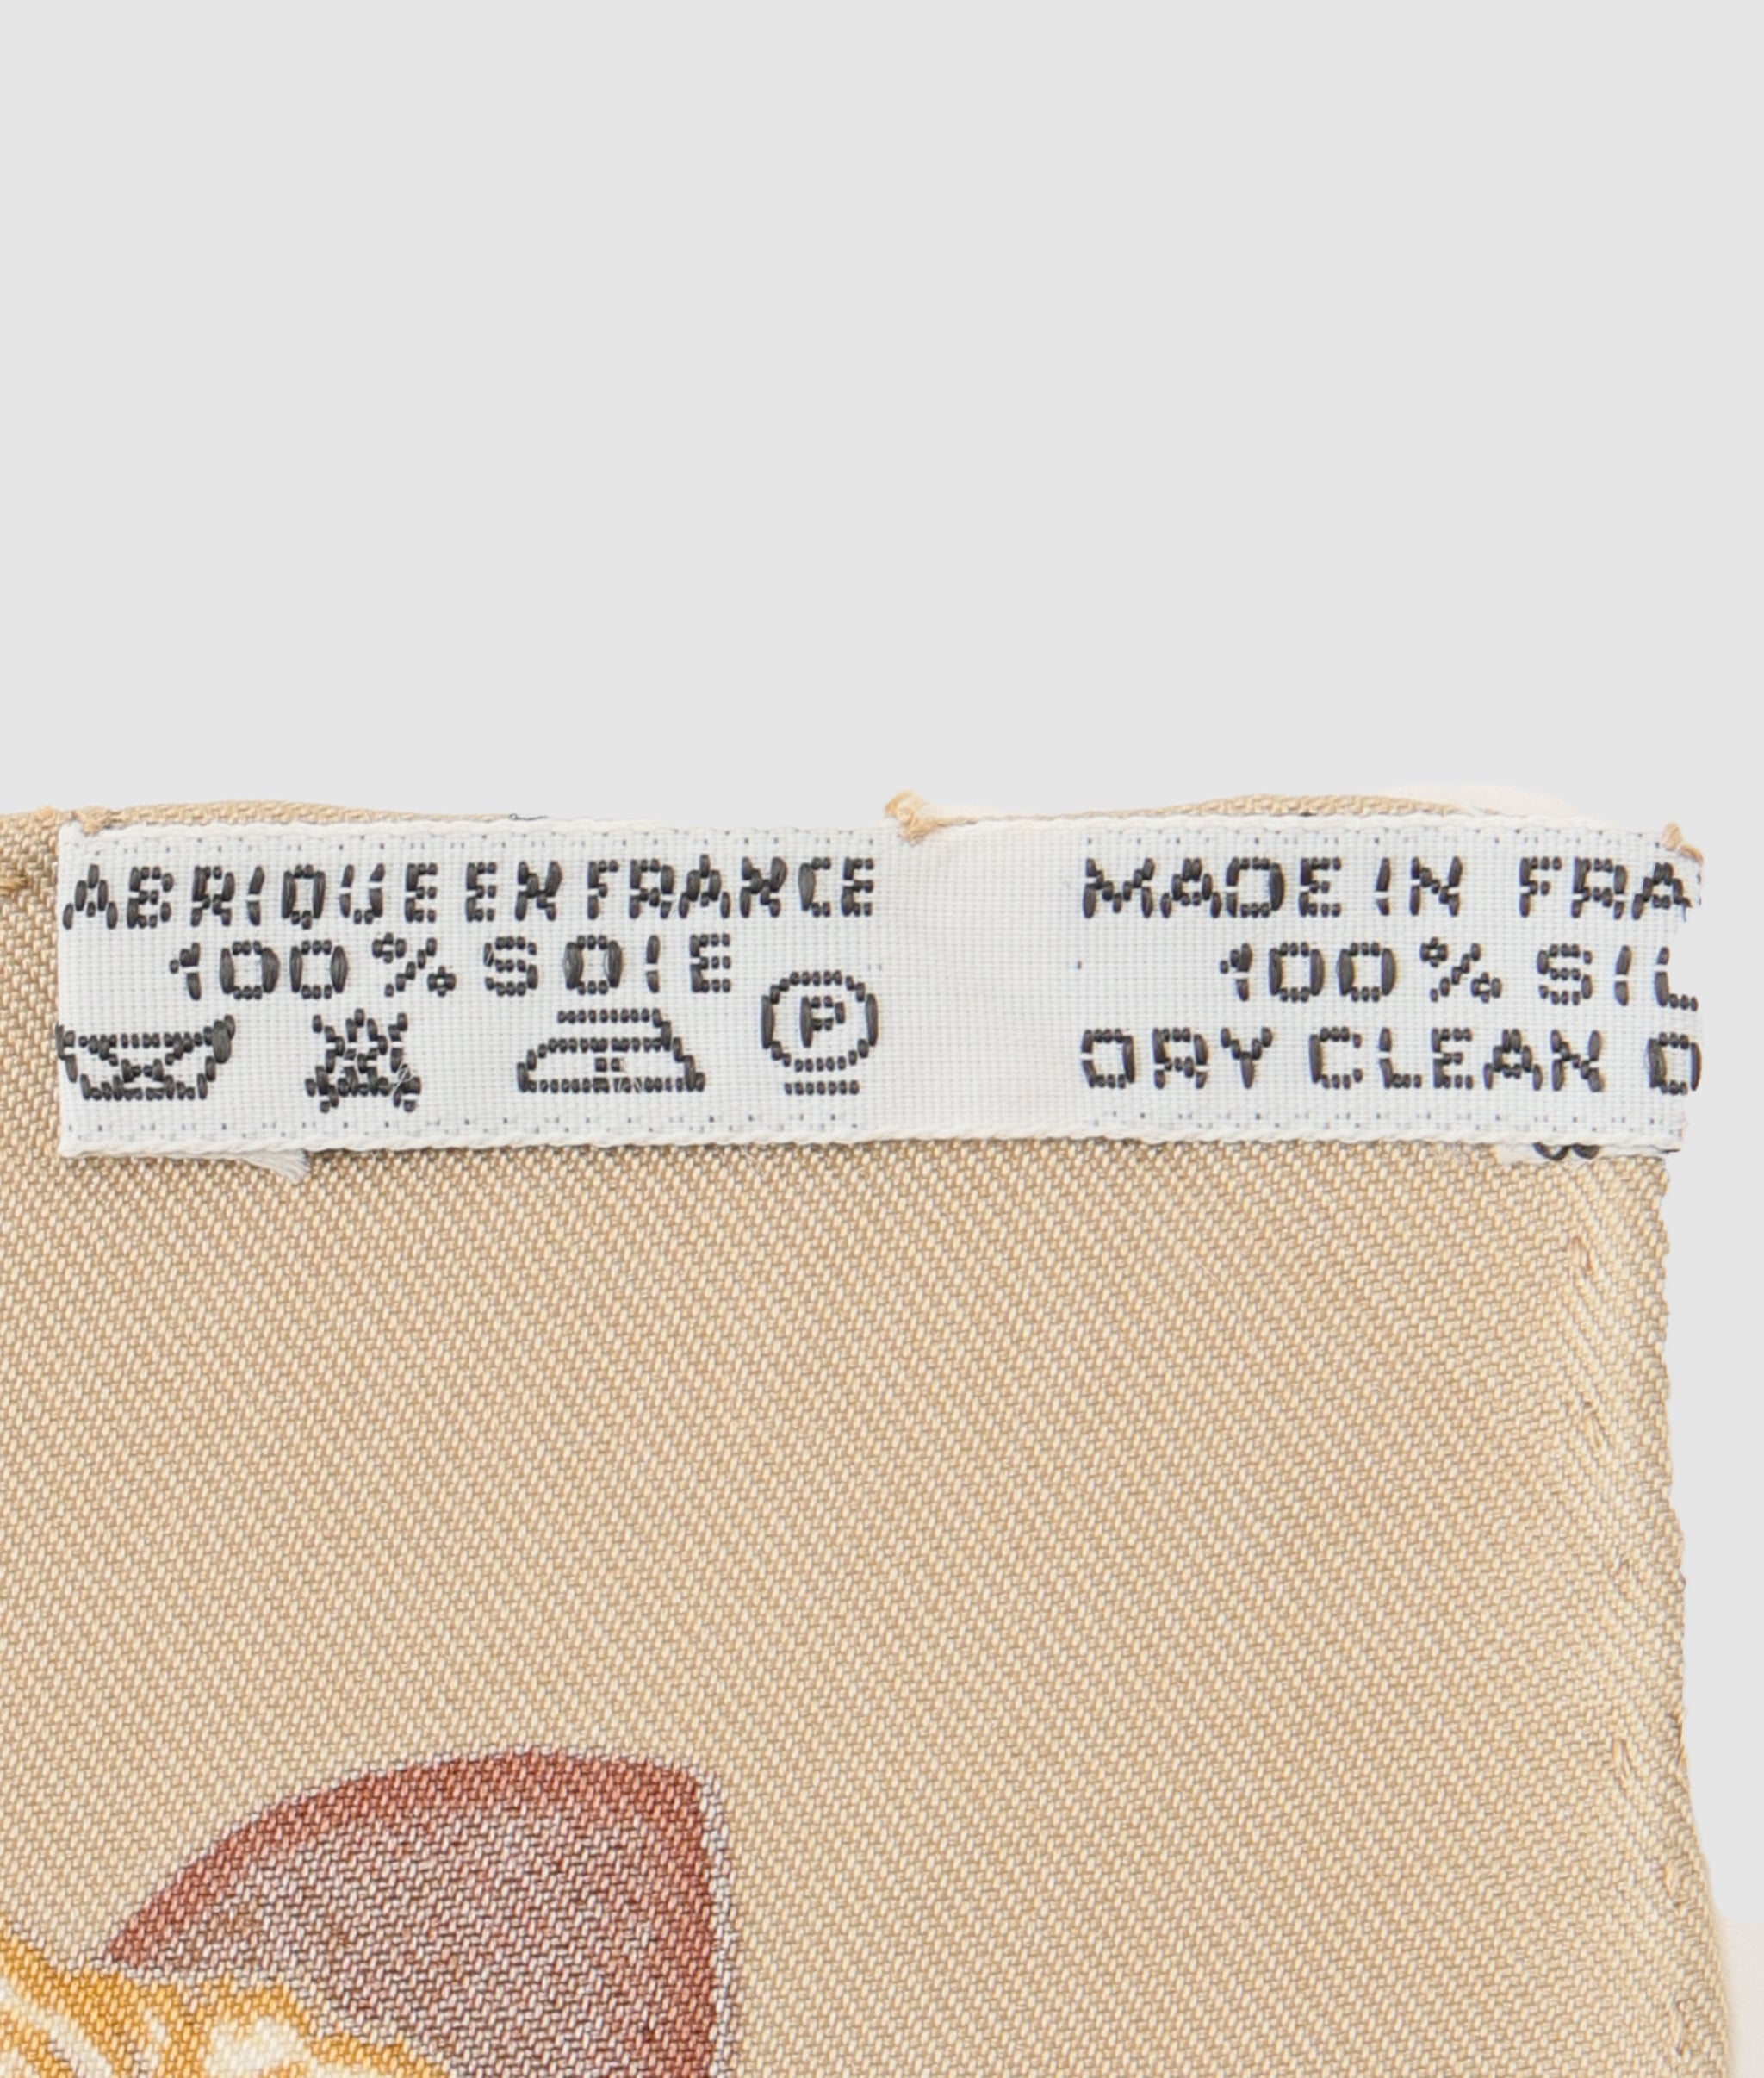 ABRIQUE EN FRANCE
100% SOIE
P
MADE IN FRA
100% SIL
DRY CLEAN O